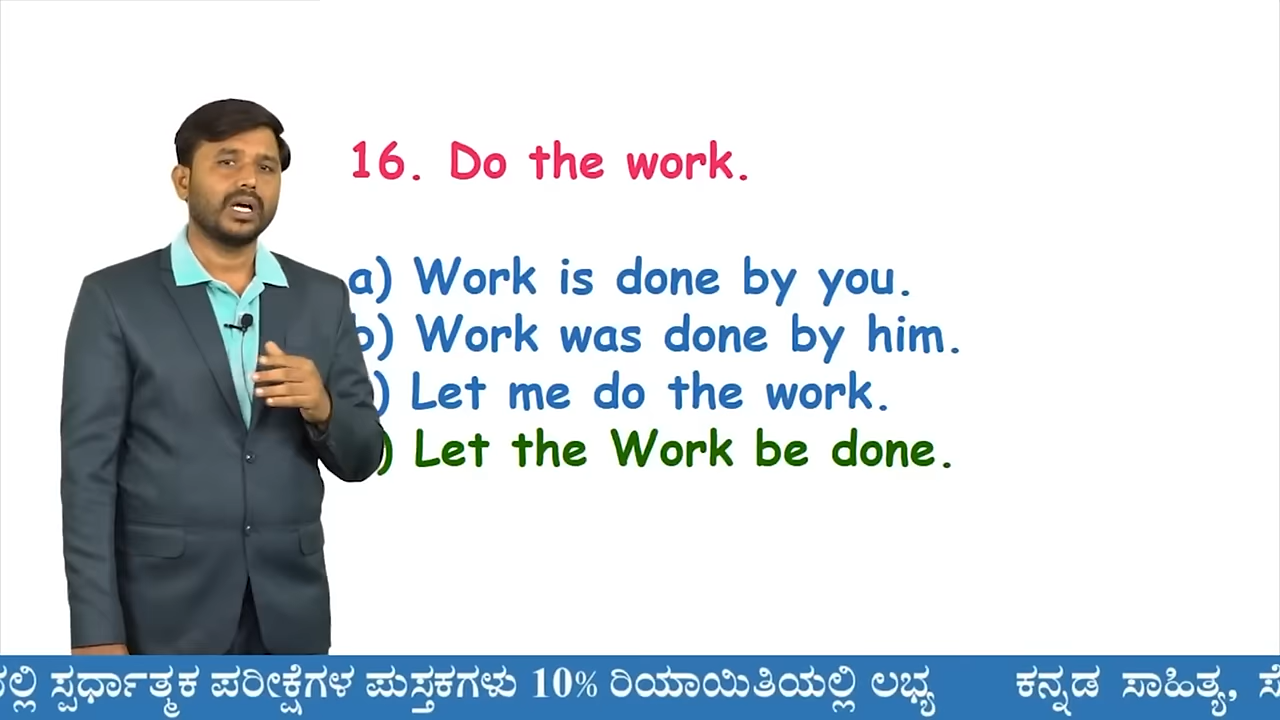 16. Do the work.
a) Work is done by you.
b) Work was done by him.
) Let me do the work.
) Let the Work be done.
ಸ್ಪರ್ಧಾತ್ಮಕ ಪರೀಕ್ಷೆಗಳ ಪುಸ್ತಕಗಳು 10% ರಿಯಾಯಿತಿಯಲ್ಲಿ ಲಭ್ಯ ಕನ್ನಡ ಸಾಹಿತ್ಯ,